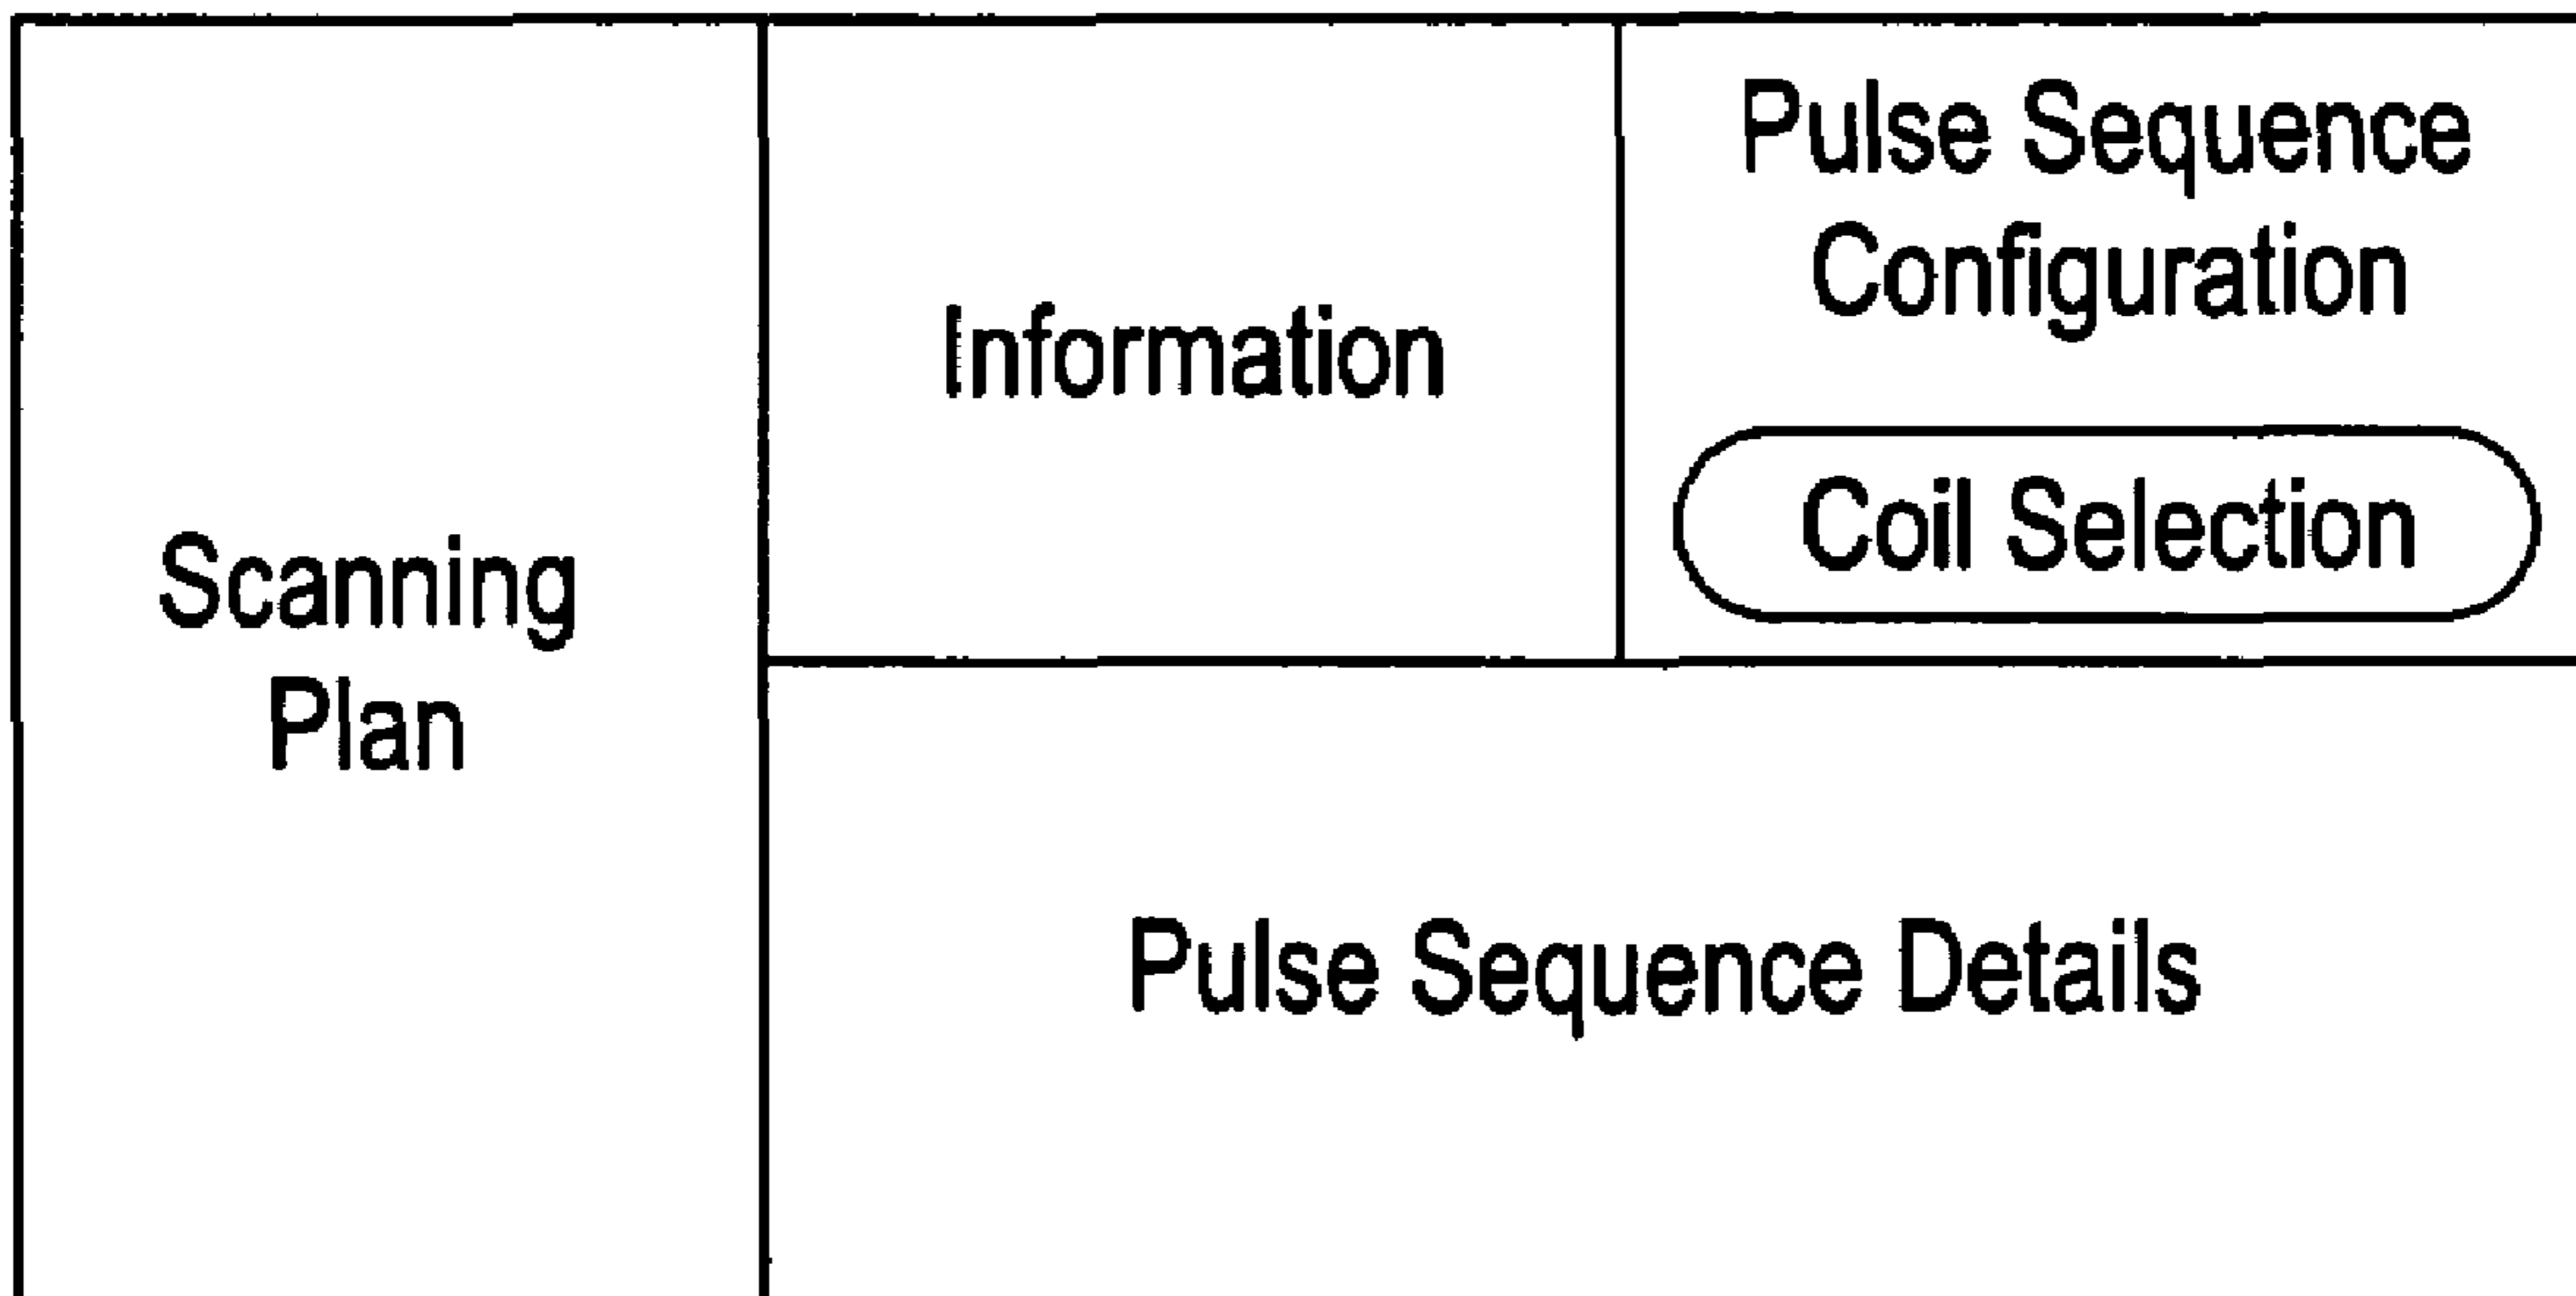 Scanning
Plan
Information
Pulse Sequence
Configuration
Coil Selection
Pulse Sequence Details